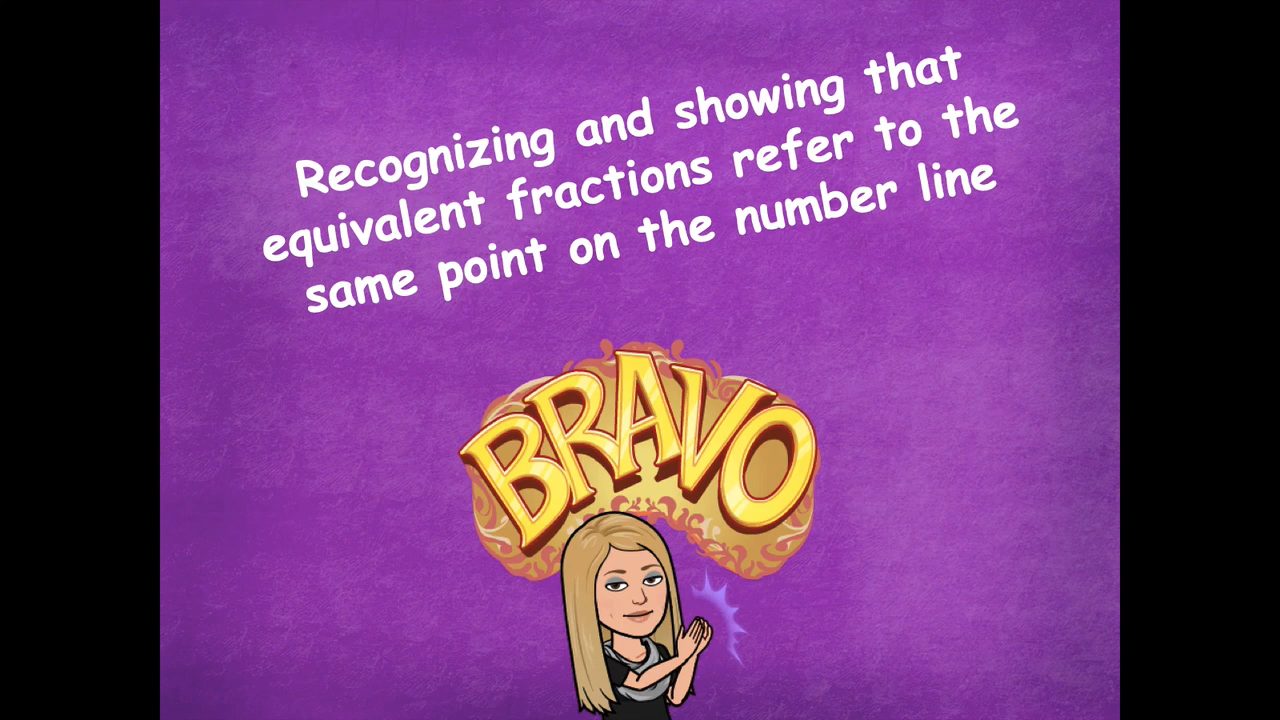 Recognizing and showing that
equivalent fractions refer to the
same point on the number line
BRAVO